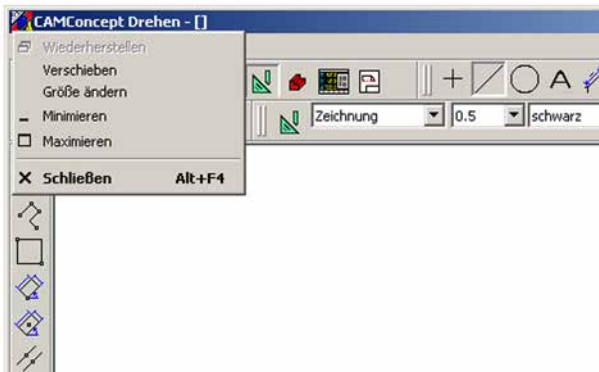 CAMConcept Drehen - []
Wiederherstellen
Verschieben
Größe ändern
Minimieren
Maximieren
Schließen Alt+F4
A
Zeichnung 0.5 schwarz